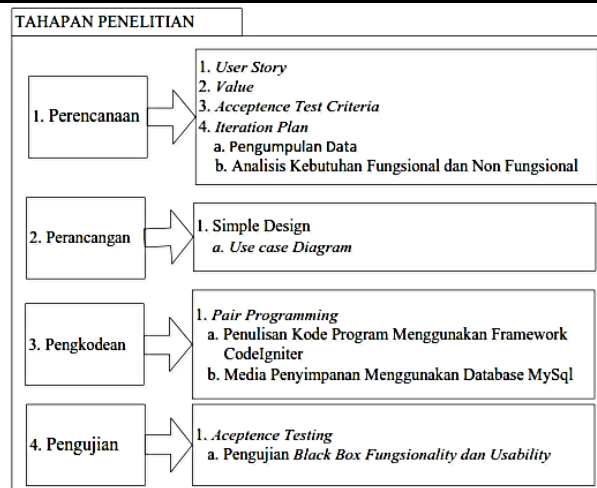 TAHAPAN PENELITIAN
1. Perencanaan
1. User Story
2. Value
3. Acceptence Test Criteria
4. Iteration Plan
a. Pengumpulan Data
b. Analisis Kebutuhan Fungsional dan Non Fungsional
2. Perancangan
1. Simple Design
a. Use case Diagram
3. Pengkodean
1. Pair Programming
a. Penulisan Kode Program Menggunakan Framework
CodeIgniter
b. Media Penyimpanan Menggunakan Database MySql
4. Pengujian
1. Aceptence Testing
a. Pengujian Black Box Fungsionality dan Usability